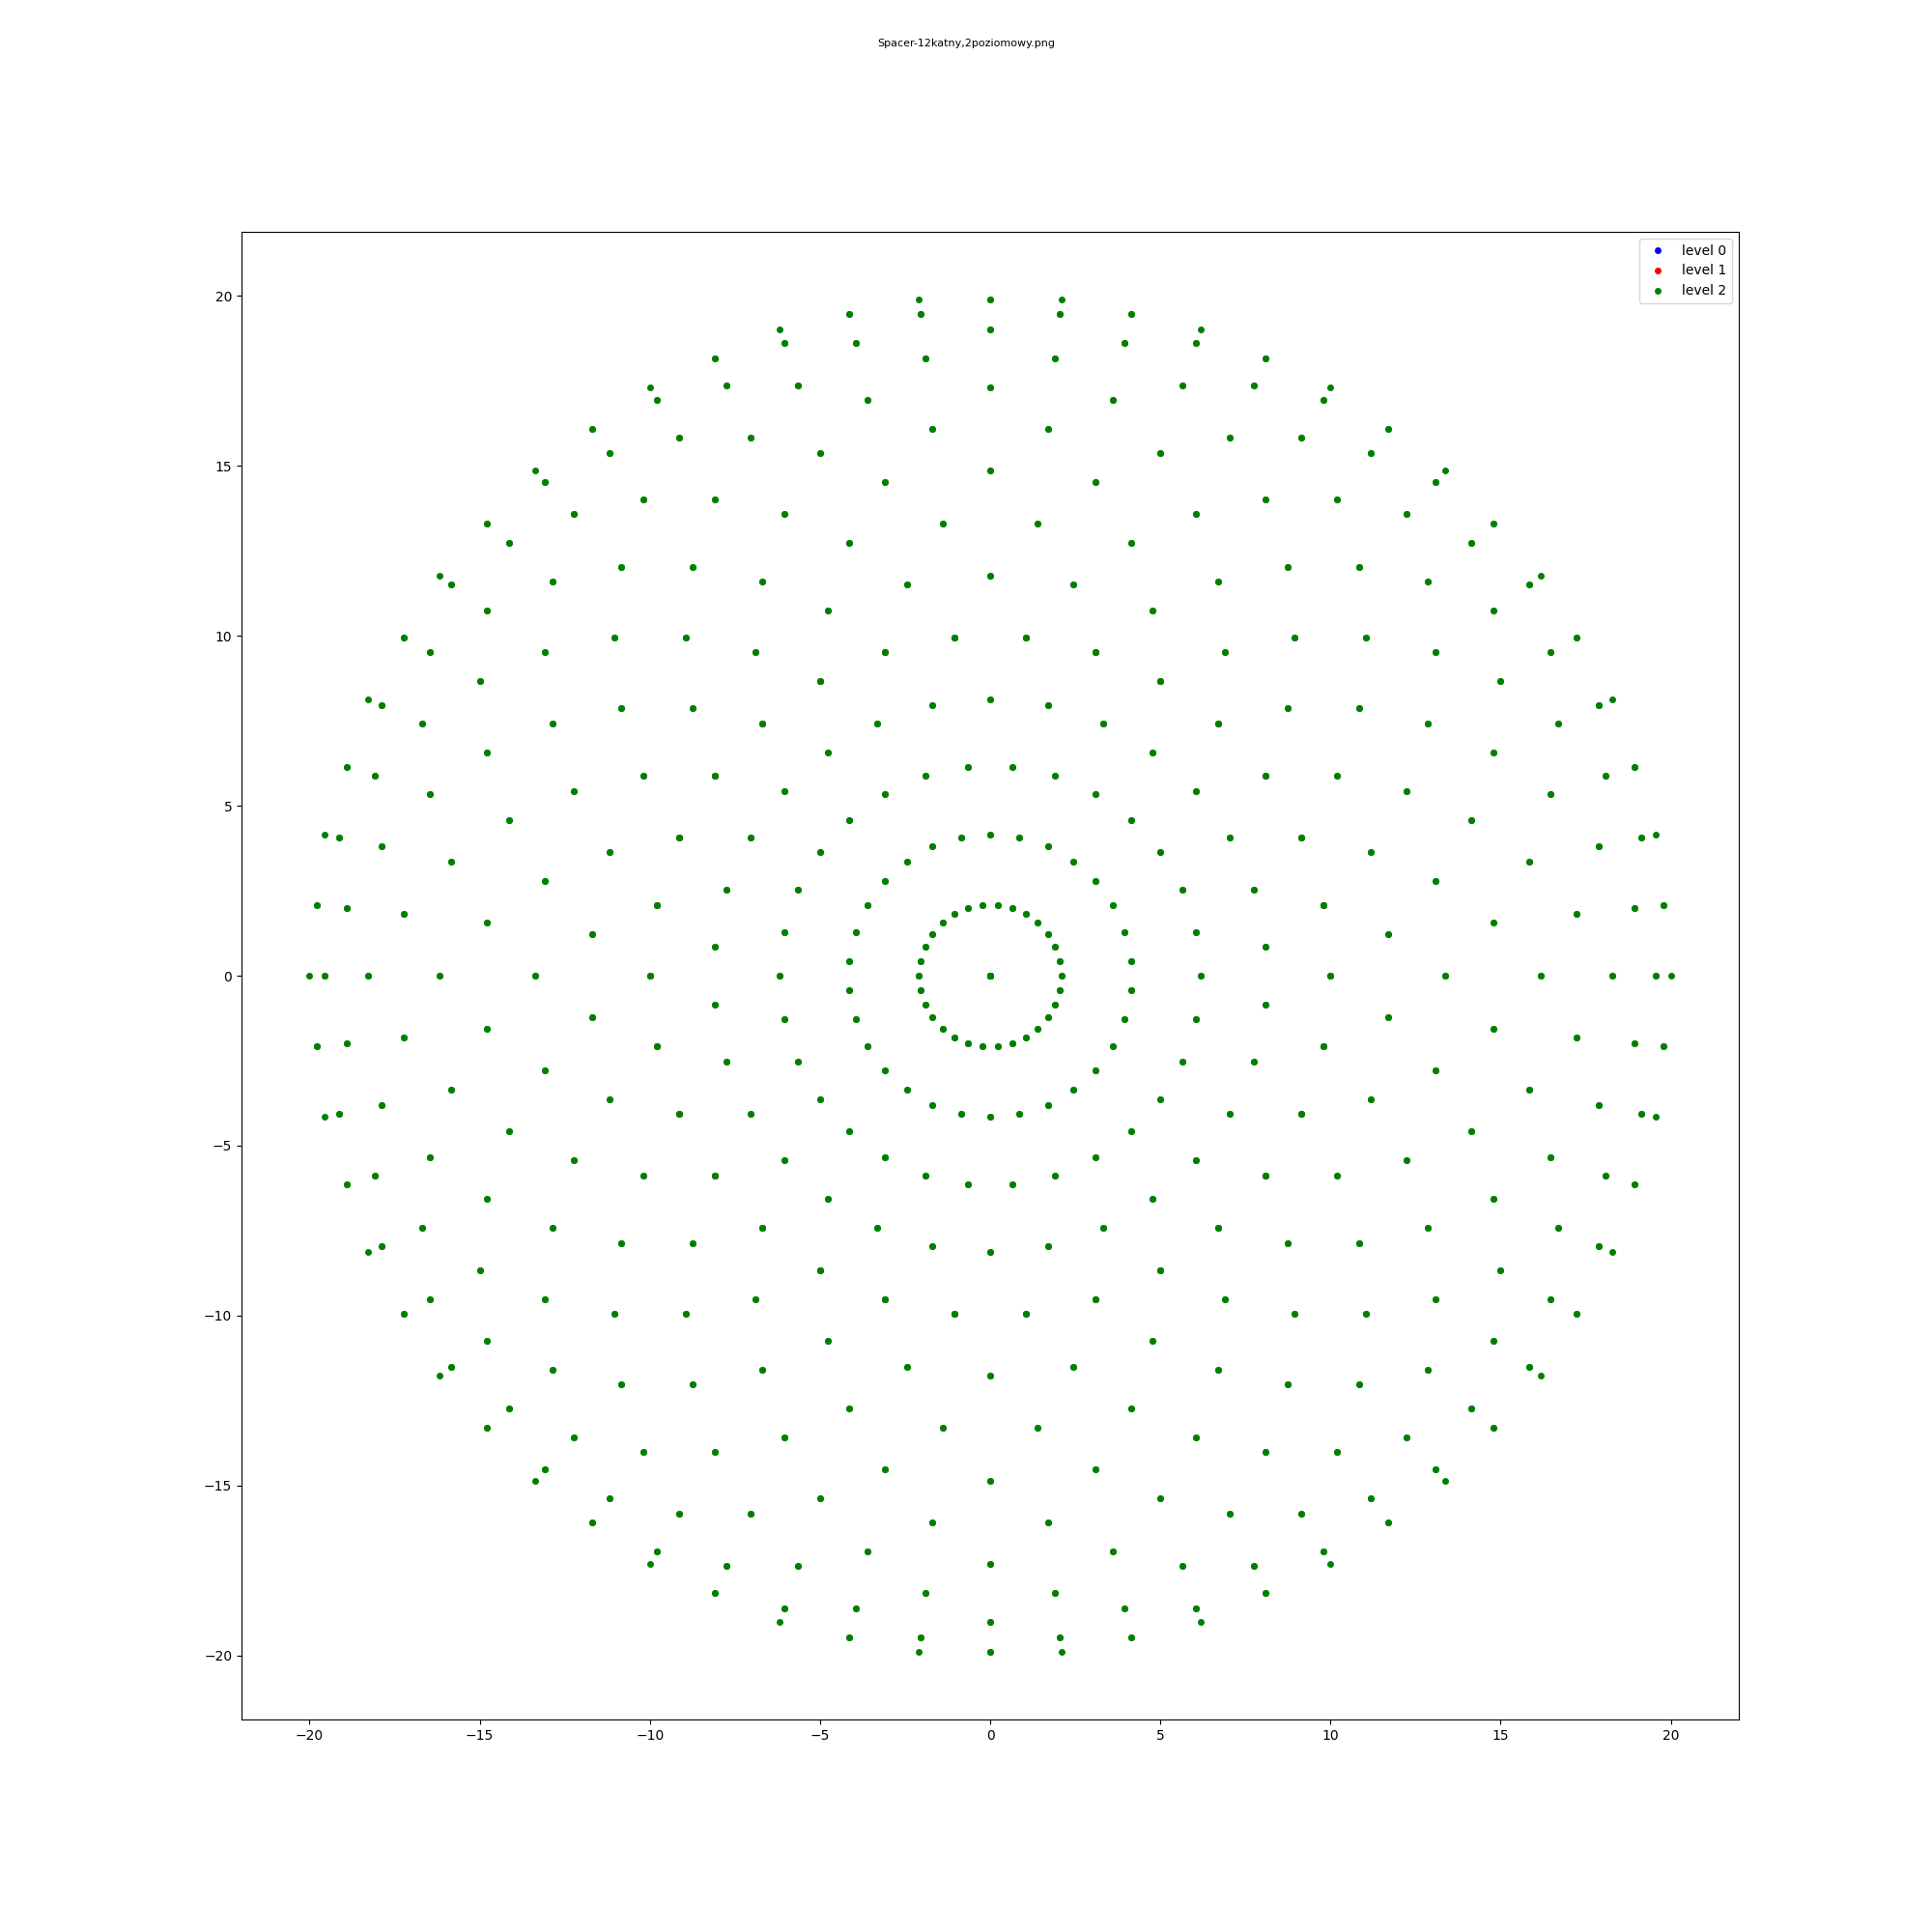 Spacer-12katny,2poziomowy.png
level 0
level 1
level 2
20
15
10
5
0
−5
−10
−15
−20
−20 −15 −10 −5 0 5 10 15 20